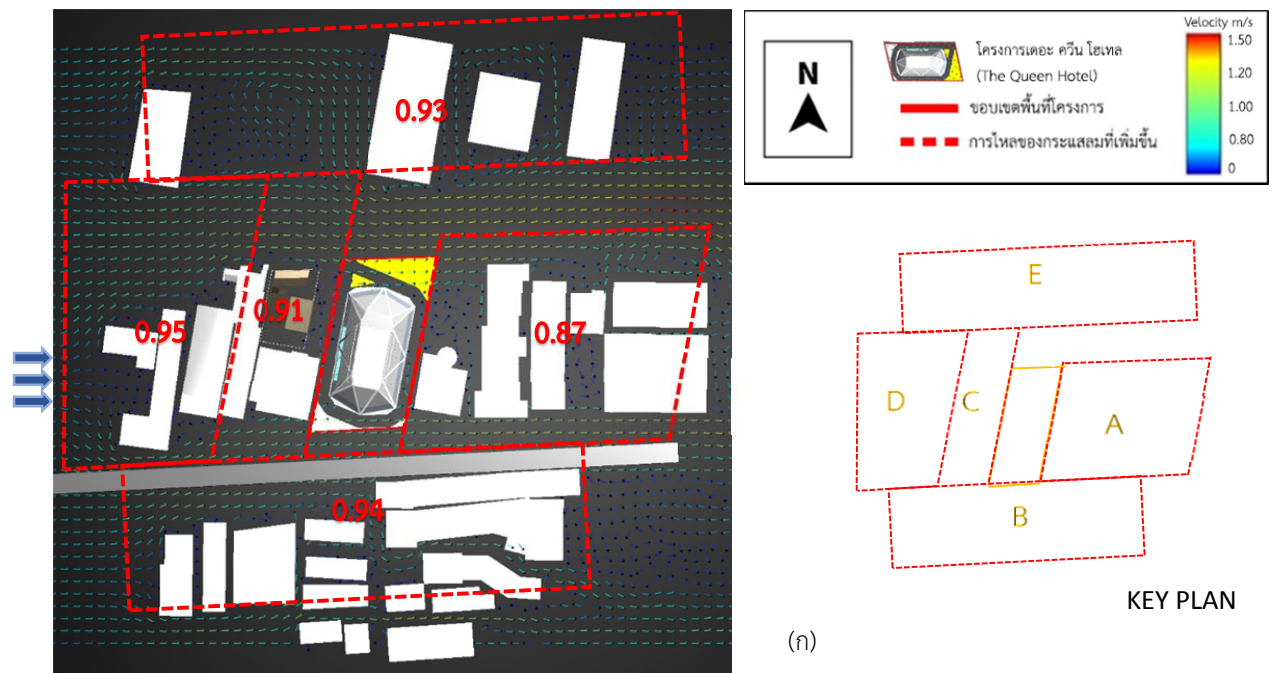 0.93
0.95
0.91
0.87
0.94
N
โครงการเดอะ ควีน โฮเทล
(The Queen Hotel)
ขอบเขตพื้นที่โครงการ
การไหลของกระแสลมที่เพิ่มขึ้น
Velocity m/s
1.50
1.20
1.00
0.80
0
E
D
C
A
B
KEY PLAN
(ก)